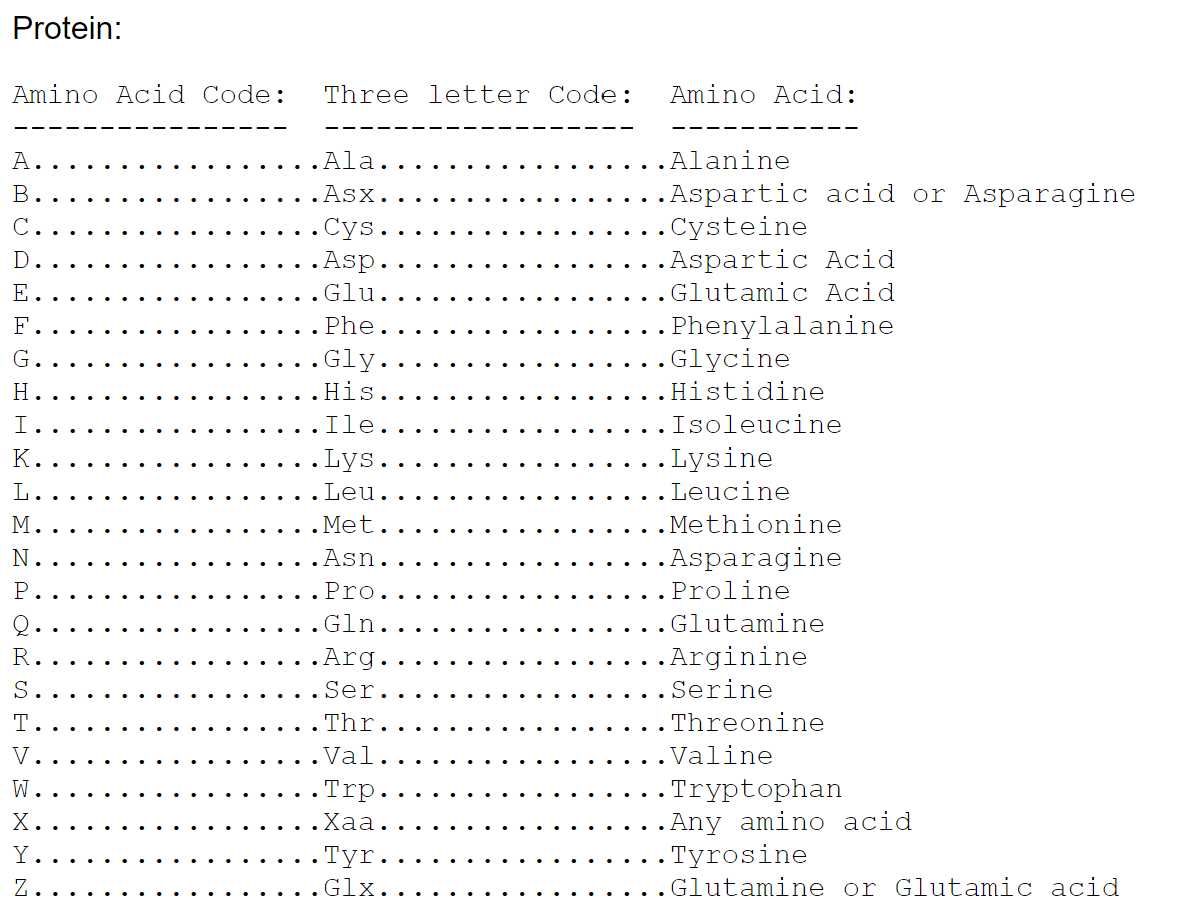 Protein:
Amino Acid Code:  Three letter Code:  Amino Acid:
----------------  ------------------  -----------
A.................Ala.................Alanine
B.................Asx.................Aspartic acid or Asparagine
C.................Cys.................Cysteine
D.................Asp.................Aspartic Acid
E.................Glu.................Glutamic Acid
F.................Phe.................Phenylalanine
G.................Gly.................Glycine
H.................His.................Histidine
I.................Ile.................Isoleucine
K.................Lys.................Lysine
L.................Leu.................Leucine
M.................Met.................Methionine
N.................Asn.................Asparagine
P.................Pro.................Proline
Q.................Gln.................Glutamine
R.................Arg.................Arginine
S.................Ser.................Serine
T.................Thr.................Threonine
V.................Val.................Valine
W.................Trp.................Tryptophan
X.................Xaa.................Any amino acid
Y.................Tyr.................Tyrosine
Z.................Glx.................Glutamine or Glutamic acid